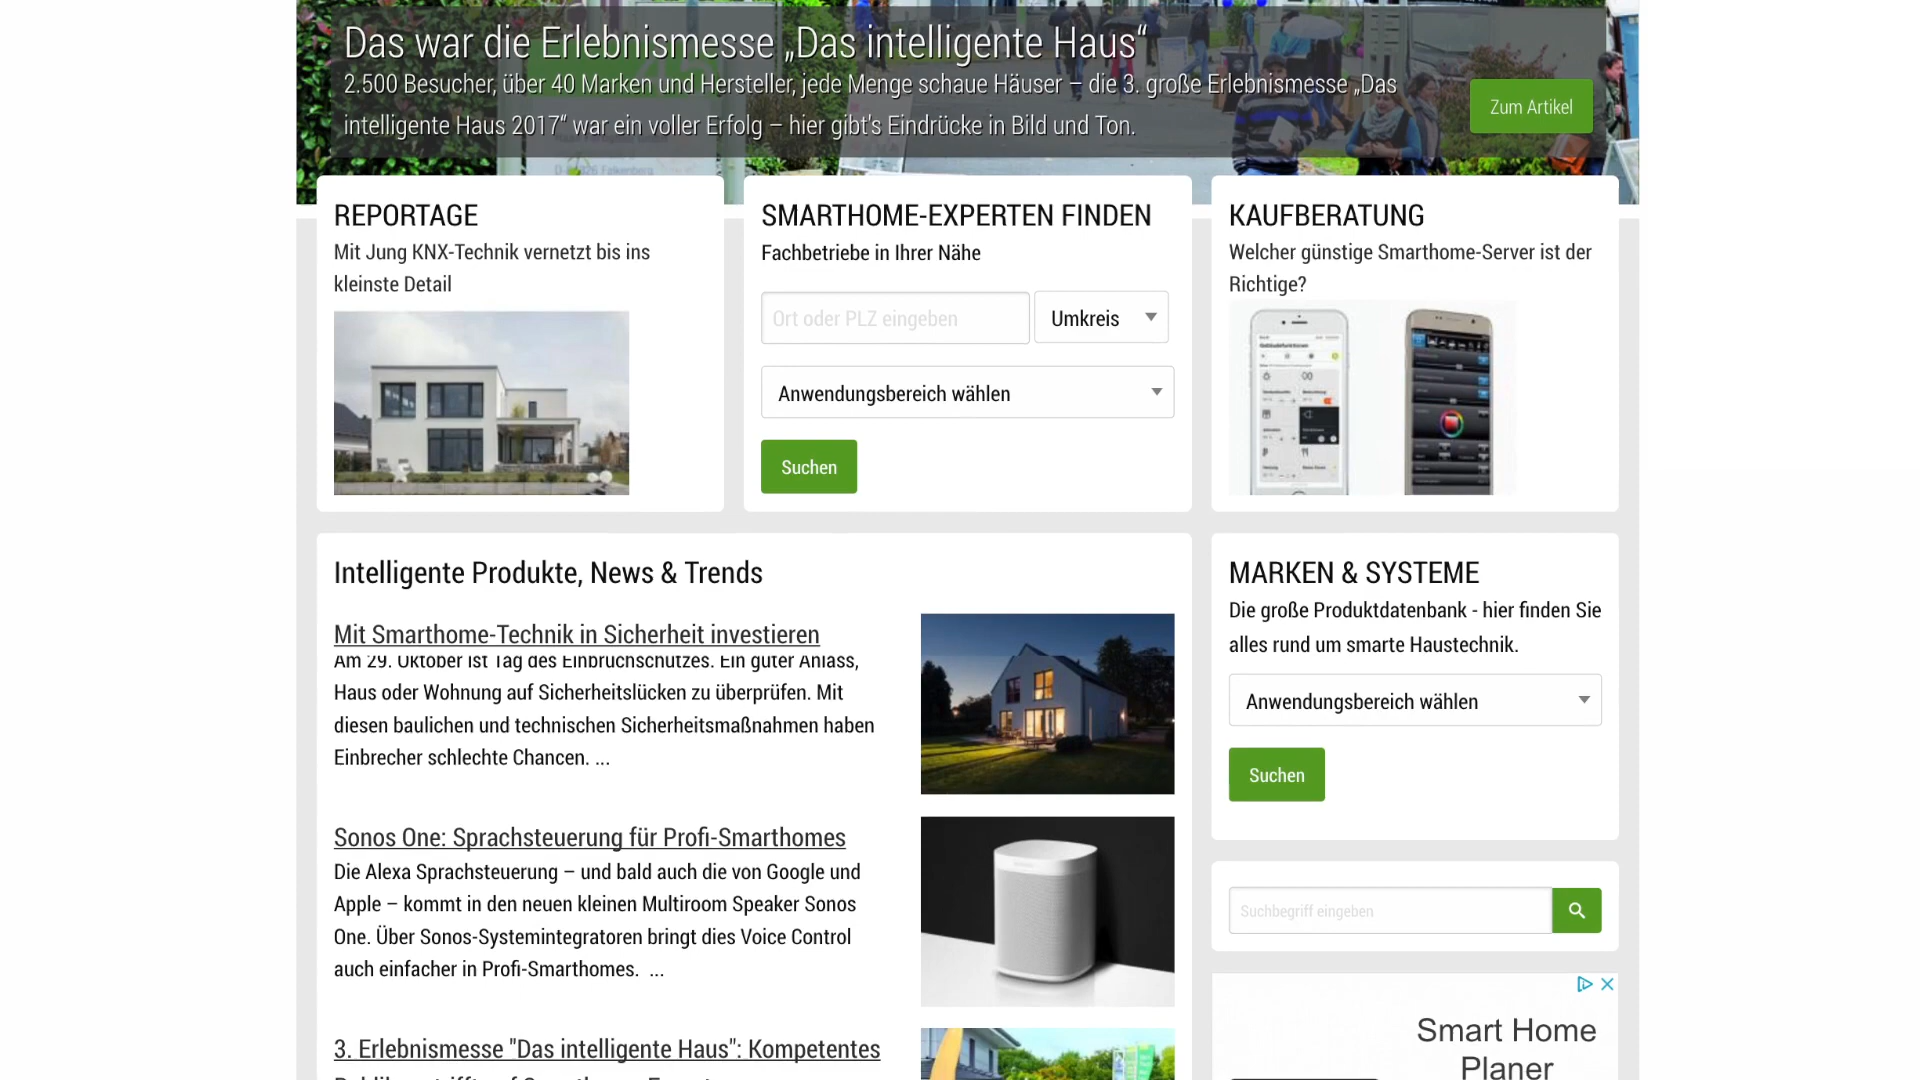 Das war die Erlebnismesse „Das intelligente Haus“
2.500 Besucher, über 40 Marken und Hersteller, jede Menge schaue Häuser – die 3. große Erlebnismesse „Das
intelligente Haus 2017“ war ein voller Erfolg – hier gibt's Eindrücke in Bild und Ton.
Zum Artikel
REPORTAGE
Mit Jung KNX-Technik vernetzt bis ins
kleinste Detail
SMARTHOME-EXPERTEN FINDEN
Fachbetriebe in Ihrer Nähe
Ort oder PLZ eingeben
Umkreis
Anwendungsbereich wählen
Suchen
KAUFBERATUNG
Welcher günstige Smarthome-Server ist der
Richtige?
Intelligente Produkte, News & Trends
Mit Smarthome-Technik in Sicherheit investieren
Am 29. Oktober ist Tag des Einbruchschutzes. Ein guter Anlass,
Haus oder Wohnung auf Sicherheitslücken zu überprüfen. Mit
diesen baulichen und technischen Sicherheitsmaßnahmen haben
Einbrecher schlechte Chancen. ...
Sonos One: Sprachsteuerung für Profi-Smarthomes
Die Alexa Sprachsteuerung – und bald auch die von Google und
Apple – kommt in den neuen kleinen Multiroom Speaker Sonos
One. Über Sonos-Systemintegratoren bringt dies Voice Control
auch einfacher in Profi-Smarthomes. ...
3. Erlebnismesse "Das intelligente Haus": Kompetentes
MARKEN & SYSTEME
Die große Produktdatenbank - hier finden Sie
alles rund um smarte Haustechnik.
Anwendungsbereich wählen
Suchen
Suchbegriff eingeben
Smart Home
Planer